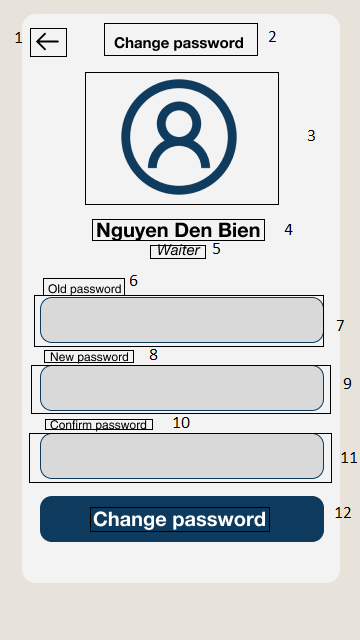 1 Change password 2
3
Nguyen Den Bien 4
Waiter 5
Old password 6
7
New password 8
9
Confirm password 10
11
Change password 12